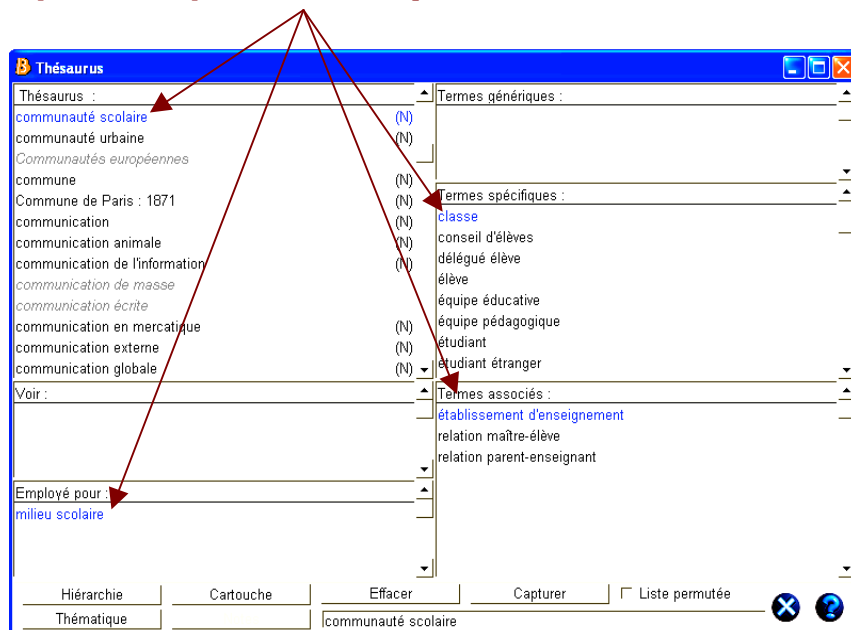 Thésaurus
Thésaurus :
communauté scolaire (N)
communauté urbaine (N)
Communautés européennes
commune (N)
Commune de Paris : 1871 (N)
communication (N)
communication animale (N)
communication de l'information (N)
communication de masse
communication écrite
communication en mercatique (N)
communication externe (N)
communication globale (N)
Voir :
Employé pour :
milieu scolaire
Termes génériques :
Termes spécifiques :
classe
conseil d'élèves
délégué élève
élève
équipe éducative
équipe pédagogique
étudiant
étudiant étranger
Termes associés :
établissement d'enseignement
relation maître-élève
relation parent-enseignant
Hiérarchie Cartouche Effacer Capturer Liste permutée
Thématique communauté scolaire